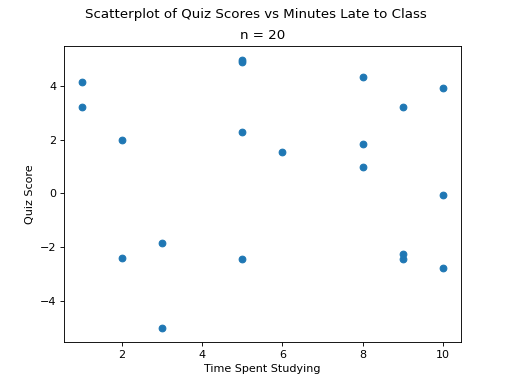 Scatterplot of Quiz Scores vs Minutes Late to Class
n = 20
4
2
0
−2
−4
Quiz Score
2 4 6 8 10
Time Spent Studying